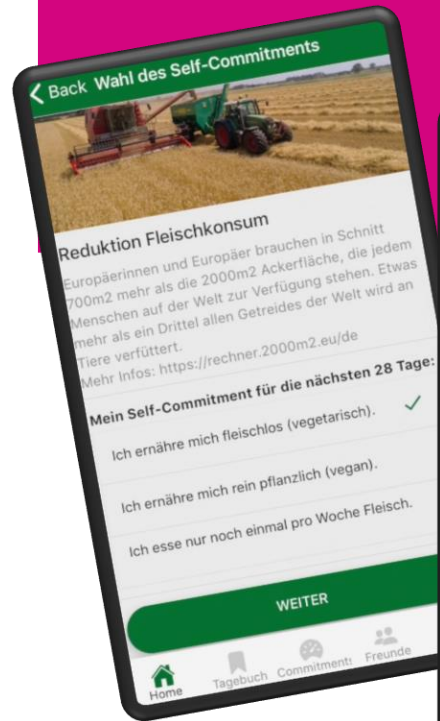 Back Wahl des Self-Commitments
Reduktion Fleischkonsum
Europäerinnen und Europäer brauchen in Schnitt
700m2 mehr als die 2000m2 Ackerfläche, die jedem
Menschen auf der Welt zur Verfügung stehen. Etwas
mehr als ein Drittel allen Getreides der Welt wird an
Tiere verfüttert.
Mehr Infos: https://rechner.2000m2.eu/de
Mein Self-Commitment für die nächsten 28 Tage:
Ich ernähre mich fleischlos (vegetarisch).
Ich ernähre mich rein pflanzlich (vegan).
Ich esse nur noch einmal pro Woche Fleisch.
WEITER
Home Tagebuch Commitment: Freunde